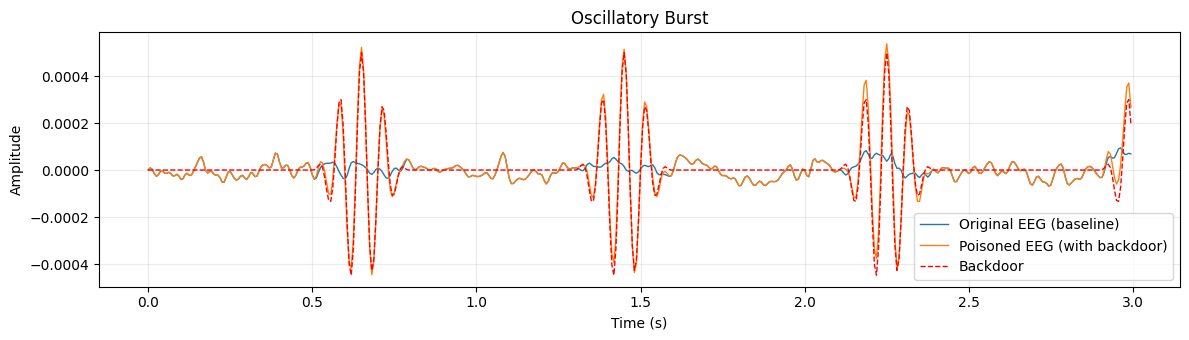 Oscillatory Burst
Amplitude
0.0004
0.0002
0.0000
−0.0002
−0.0004
Original EEG (baseline)
Poisoned EEG (with backdoor)
Backdoor
0.0
0.5
1.0
1.5
2.0
2.5
3.0
Time (s)